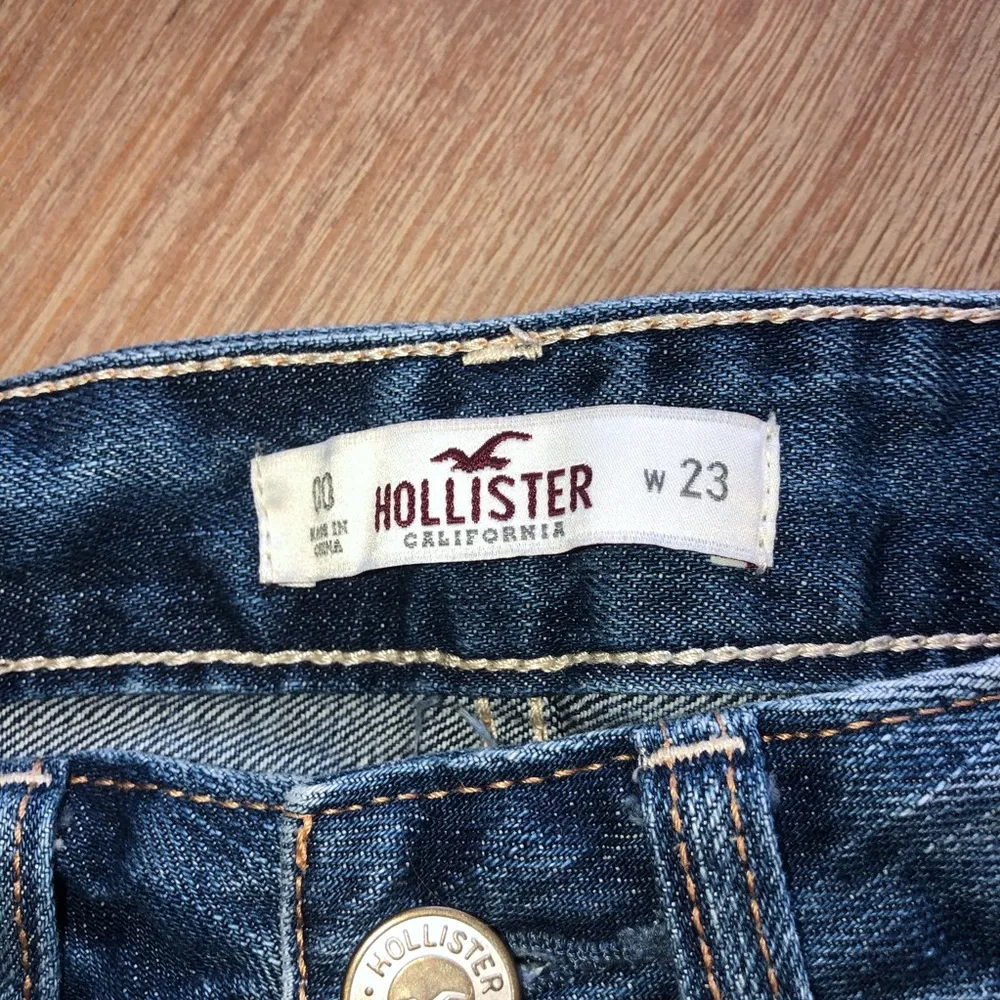 00
MADE IN
CHINA
HOLLISTER
CALIFORNIA
W 23
HOLLISTER